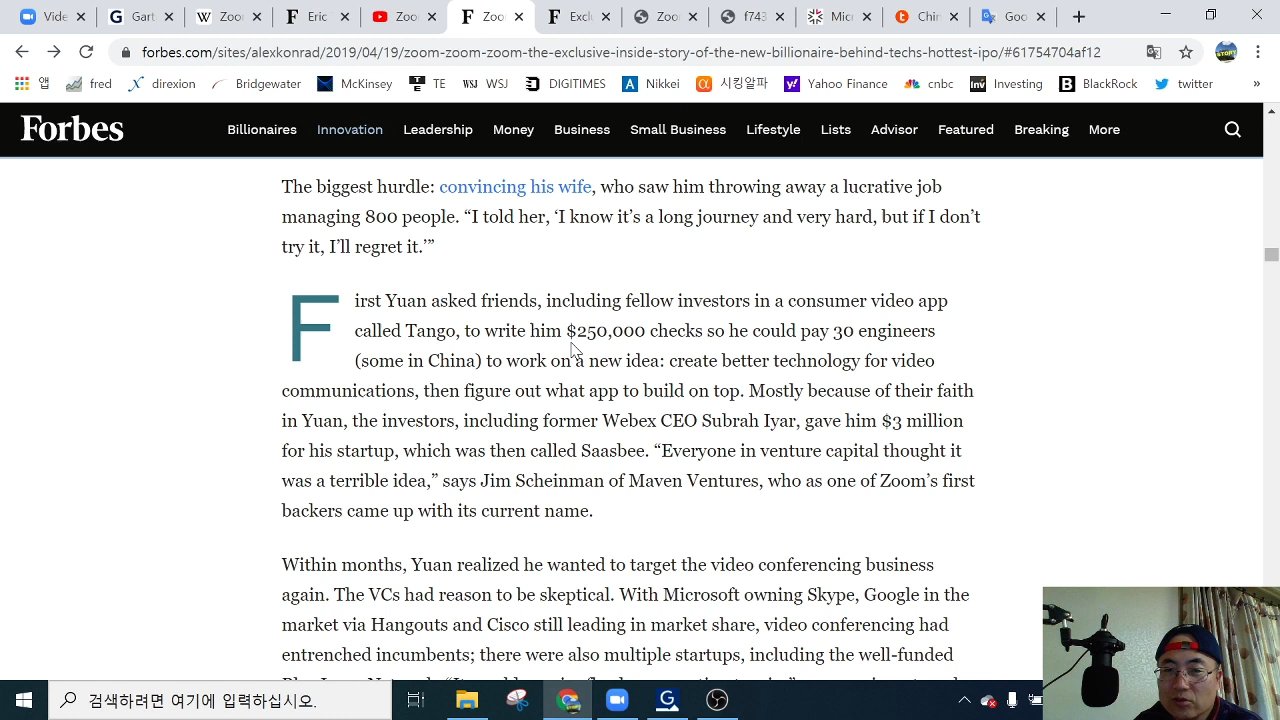 Vide
Gart
Zoo
Eric
Zoo
Zoo
Excl
Zoo
f743
Micr
Chin
Goo
forbes.com/sites/alexkonrad/2019/04/19/zoom-zoom-zoom-the-exclusive-inside-story-of-the-new-billionaire-behind-techs-hottest-ipo/#61754704af12
앱 fred direxion Bridgewater McKinsey TE WSJ DIGITIMES Nikkei 시킹알파 Yahoo Finance cnbc Investing BlackRock twitter »
Forbes
Billionaires Innovation Leadership Money Business Small Business Lifestyle Lists Advisor Featured Breaking More
The biggest hurdle: convincing his wife, who saw him throwing away a lucrative job
managing 800 people. “I told her, ‘I know it’s a long journey and very hard, but if I don’t
try it, I’ll regret it.’”
First Yuan asked friends, including fellow investors in a consumer video app
called Tango, to write him $250,000 checks so he could pay 30 engineers
(some in China) to work on a new idea: create better technology for video
communications, then figure out what app to build on top. Mostly because of their faith
in Yuan, the investors, including former Webex CEO Subrah Iyar, gave him $3 million
for his startup, which was then called Saasbee. “Everyone in venture capital thought it
was a terrible idea,” says Jim Scheinman of Maven Ventures, who as one of Zoom’s first
backers came up with its current name.
Within months, Yuan realized he wanted to target the video conferencing business
again. The VCs had reason to be skeptical. With Microsoft owning Skype, Google in the
market via Hangouts and Cisco still leading in market share, video conferencing had
entrenched incumbents; there were also multiple startups, including the well-funded
검색하려면 여기에 입력하십시오.